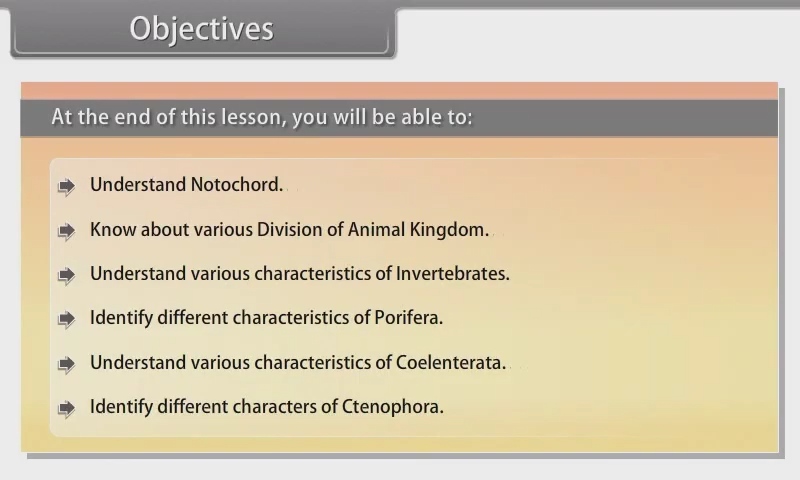 Objectives
At the end of this lesson, you will be able to:
Understand Notochord.
Know about various Division of Animal Kingdom.
Understand various characteristics of Invertebrates.
Identify different characteristics of Porifera.
Understand various characteristics of Coelenterata.
Identify different characters of Ctenophora.